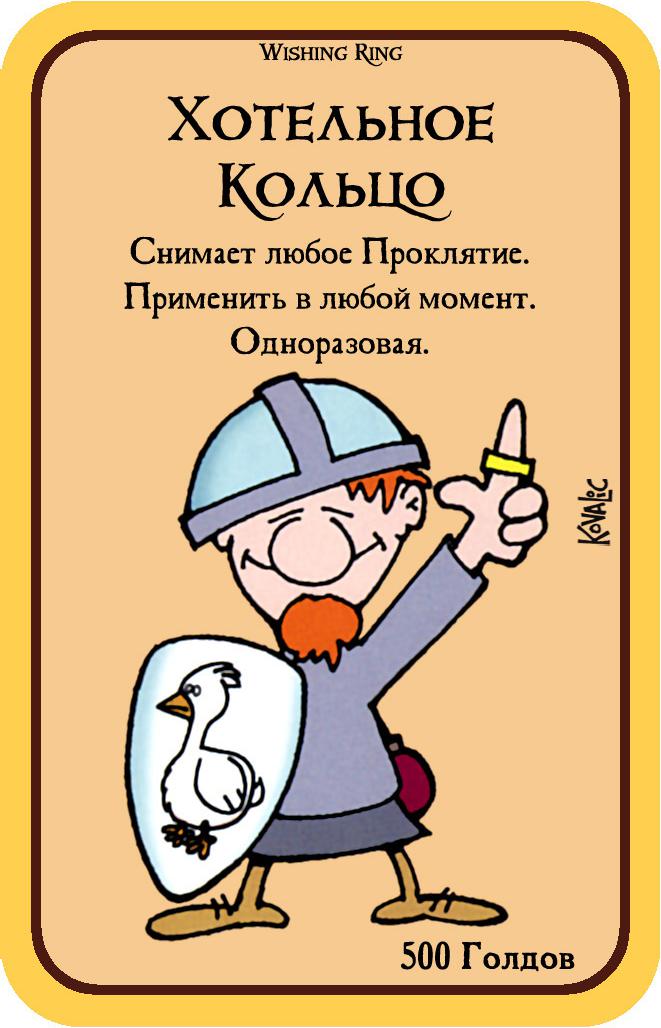 Wishing Ring
Хотельное
Кольцо
Снимает любое Проклятие.
Применить в любой момент.
Одноразовая.
Kovalic
500 Голдов